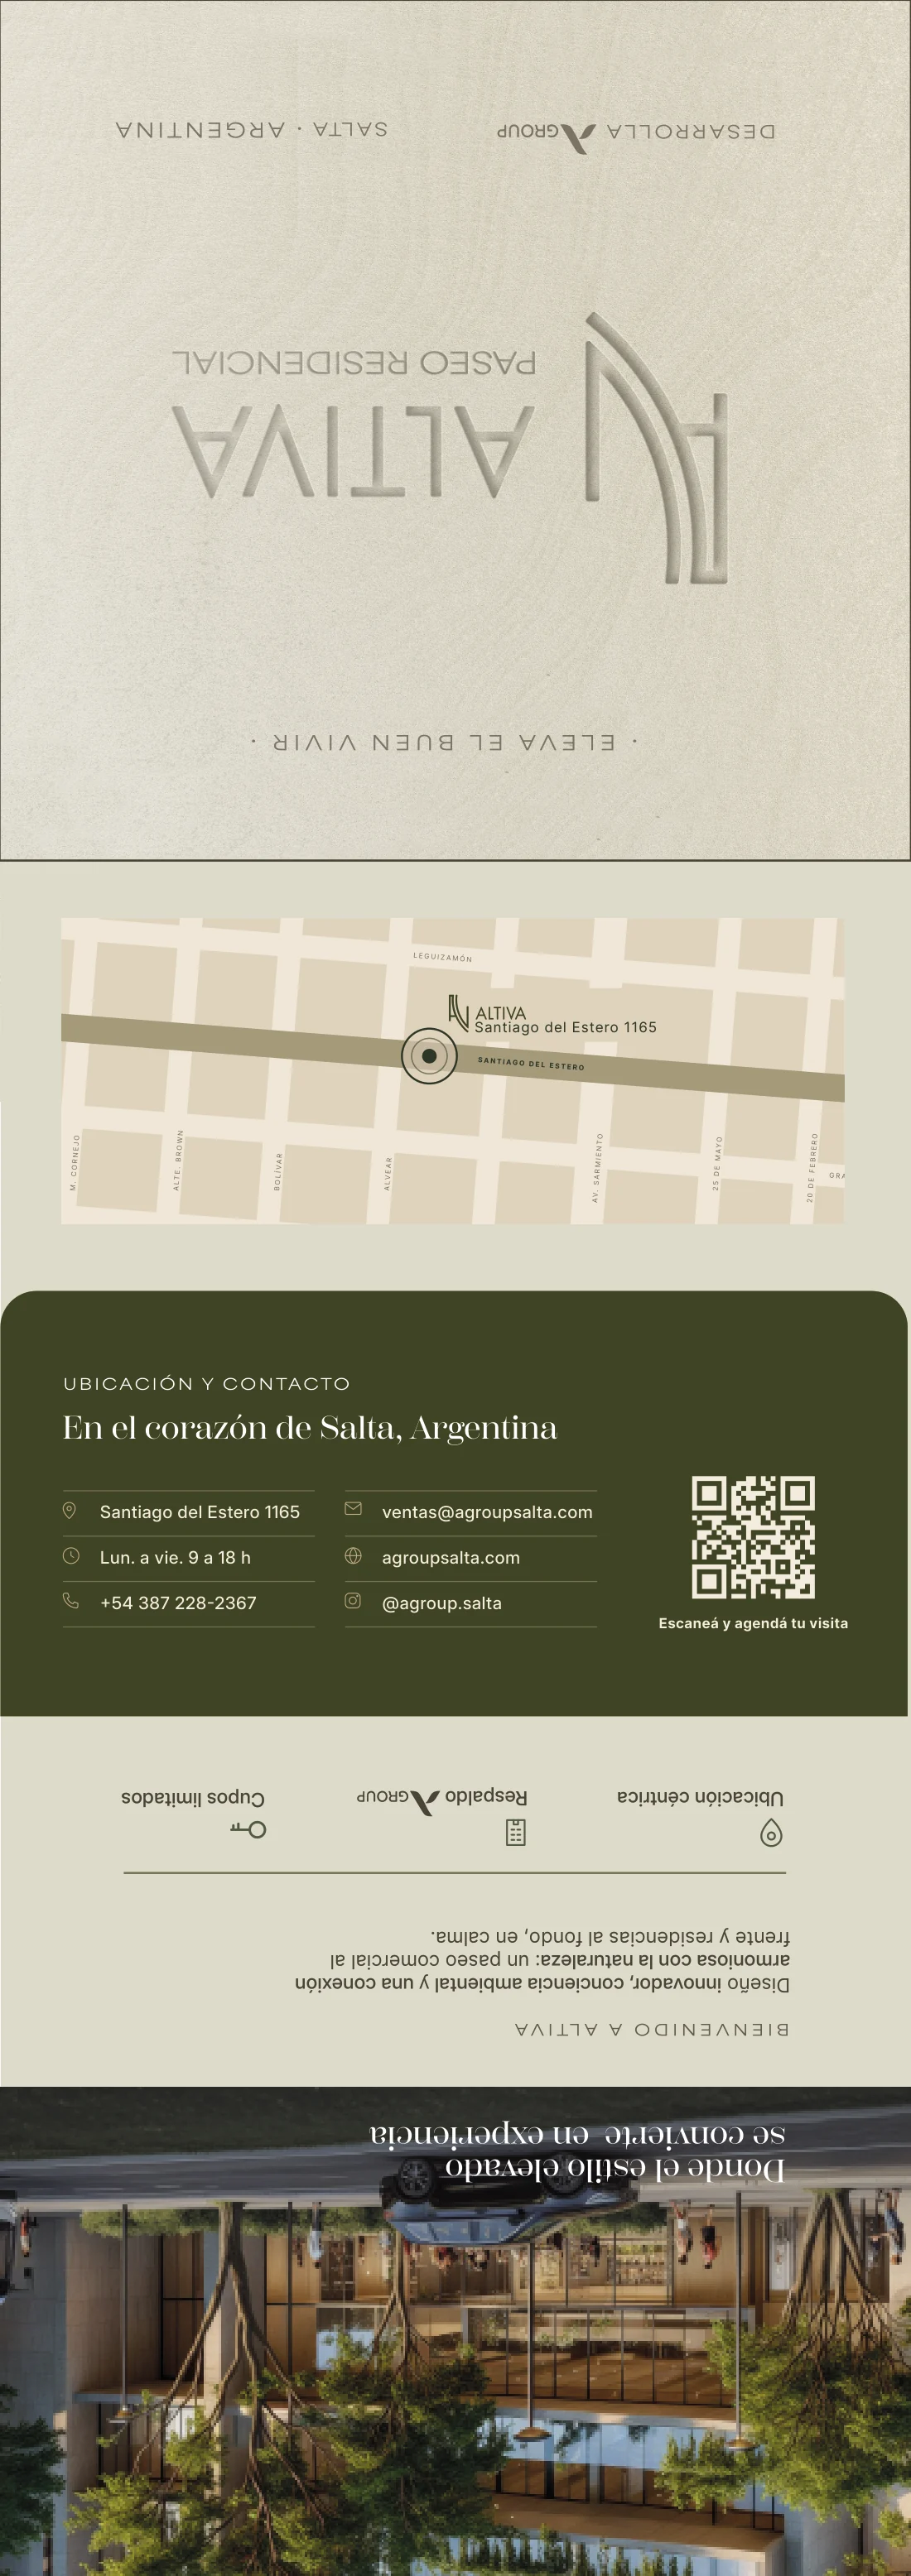 · ELEVA EL BUEN VIVIR ·
ALTIVA
PASEO RESIDENCIAL
DESARROLLA AGROUP
SALTA · ARGENTINA
LEGUIZAMÓN
ALTIVA
Santiago del Estero 1165
SANTIAGO DEL ESTERO
M. CORNEJO
ALTE. BROWN
BOLÍVAR
ALVEAR
AV. SARMIENTO
25 DE MAYO
20 DE FEBRERO
GRA
UBICACIÓN Y CONTACTO
En el corazón de Salta, Argentina
Santiago del Estero 1165
Lun. a vie. 9 a 18 h
+54 387 228-2367
ventas@agroupsalta.com
agroupsalta.com
@agroup.salta
Escaneá y agendá tu visita
Donde el estilo elevado
se convierte en experiencia
BIENVENIDO A ALTIVA
Diseño innovador, conciencia ambiental y una conexión
armoniosa con la naturaleza: un paseo comercial al
frente y residencias al fondo, en calma.
Ubicación céntrica
Respaldo AGROUP
Cupos limitados